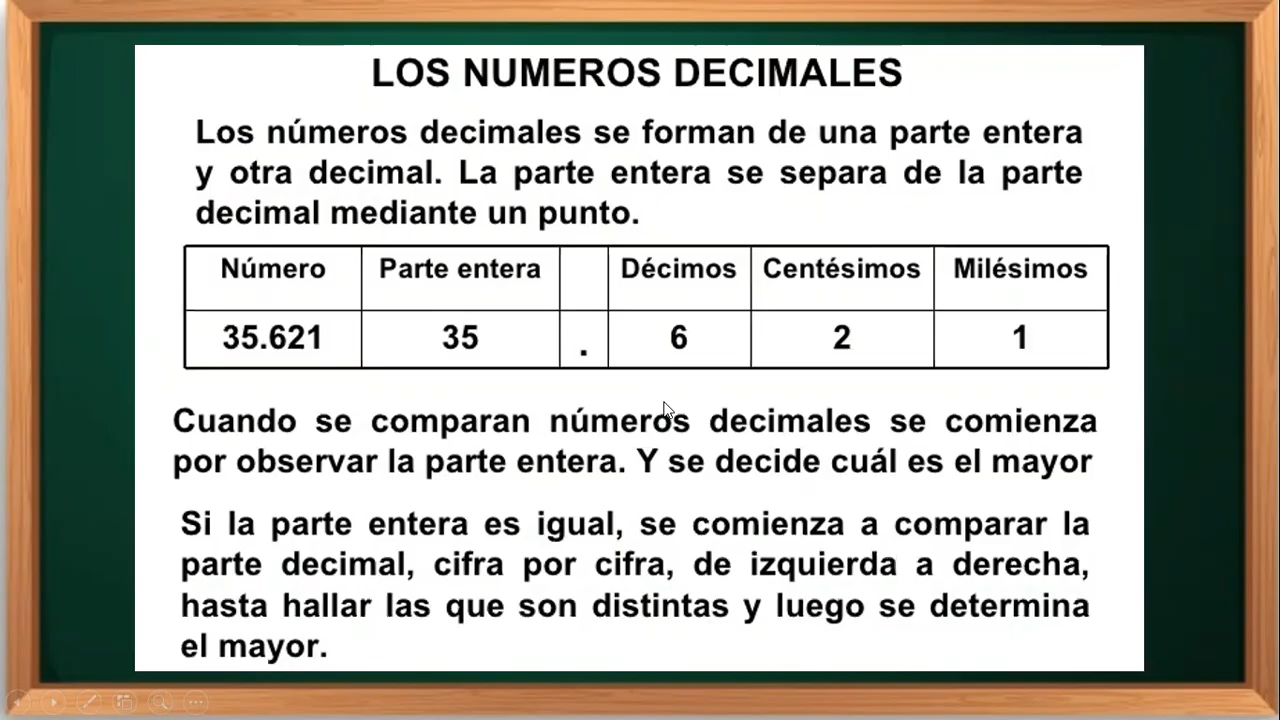 LOS NUMEROS DECIMALES
Los números decimales se forman de una parte entera
y otra decimal. La parte entera se separa de la parte
decimal mediante un punto.
Número Parte entera Décimos Centésimos Milésimos
35.621 35 . 6 2 1
Cuando se comparan números decimales se comienza
por observar la parte entera. Y se decide cuál es el mayor
Si la parte entera es igual, se comienza a comparar la
parte decimal, cifra por cifra, de izquierda a derecha,
hasta hallar las que son distintas y luego se determina
el mayor.